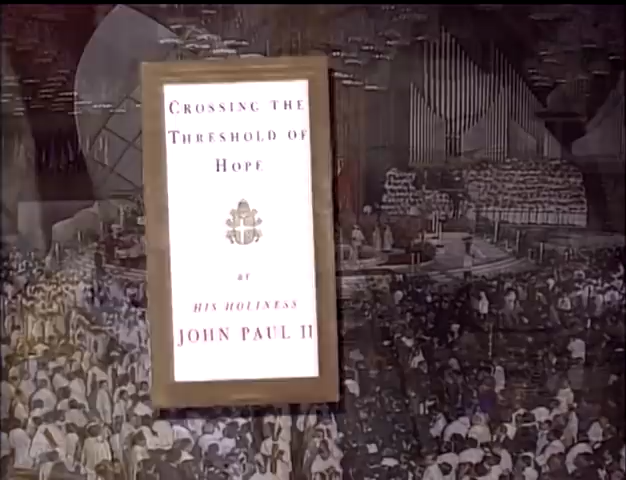 CROSSING THE
THRESHOLD OF
HOPE
BY
HIS HOLINESS
JOHN PAUL II